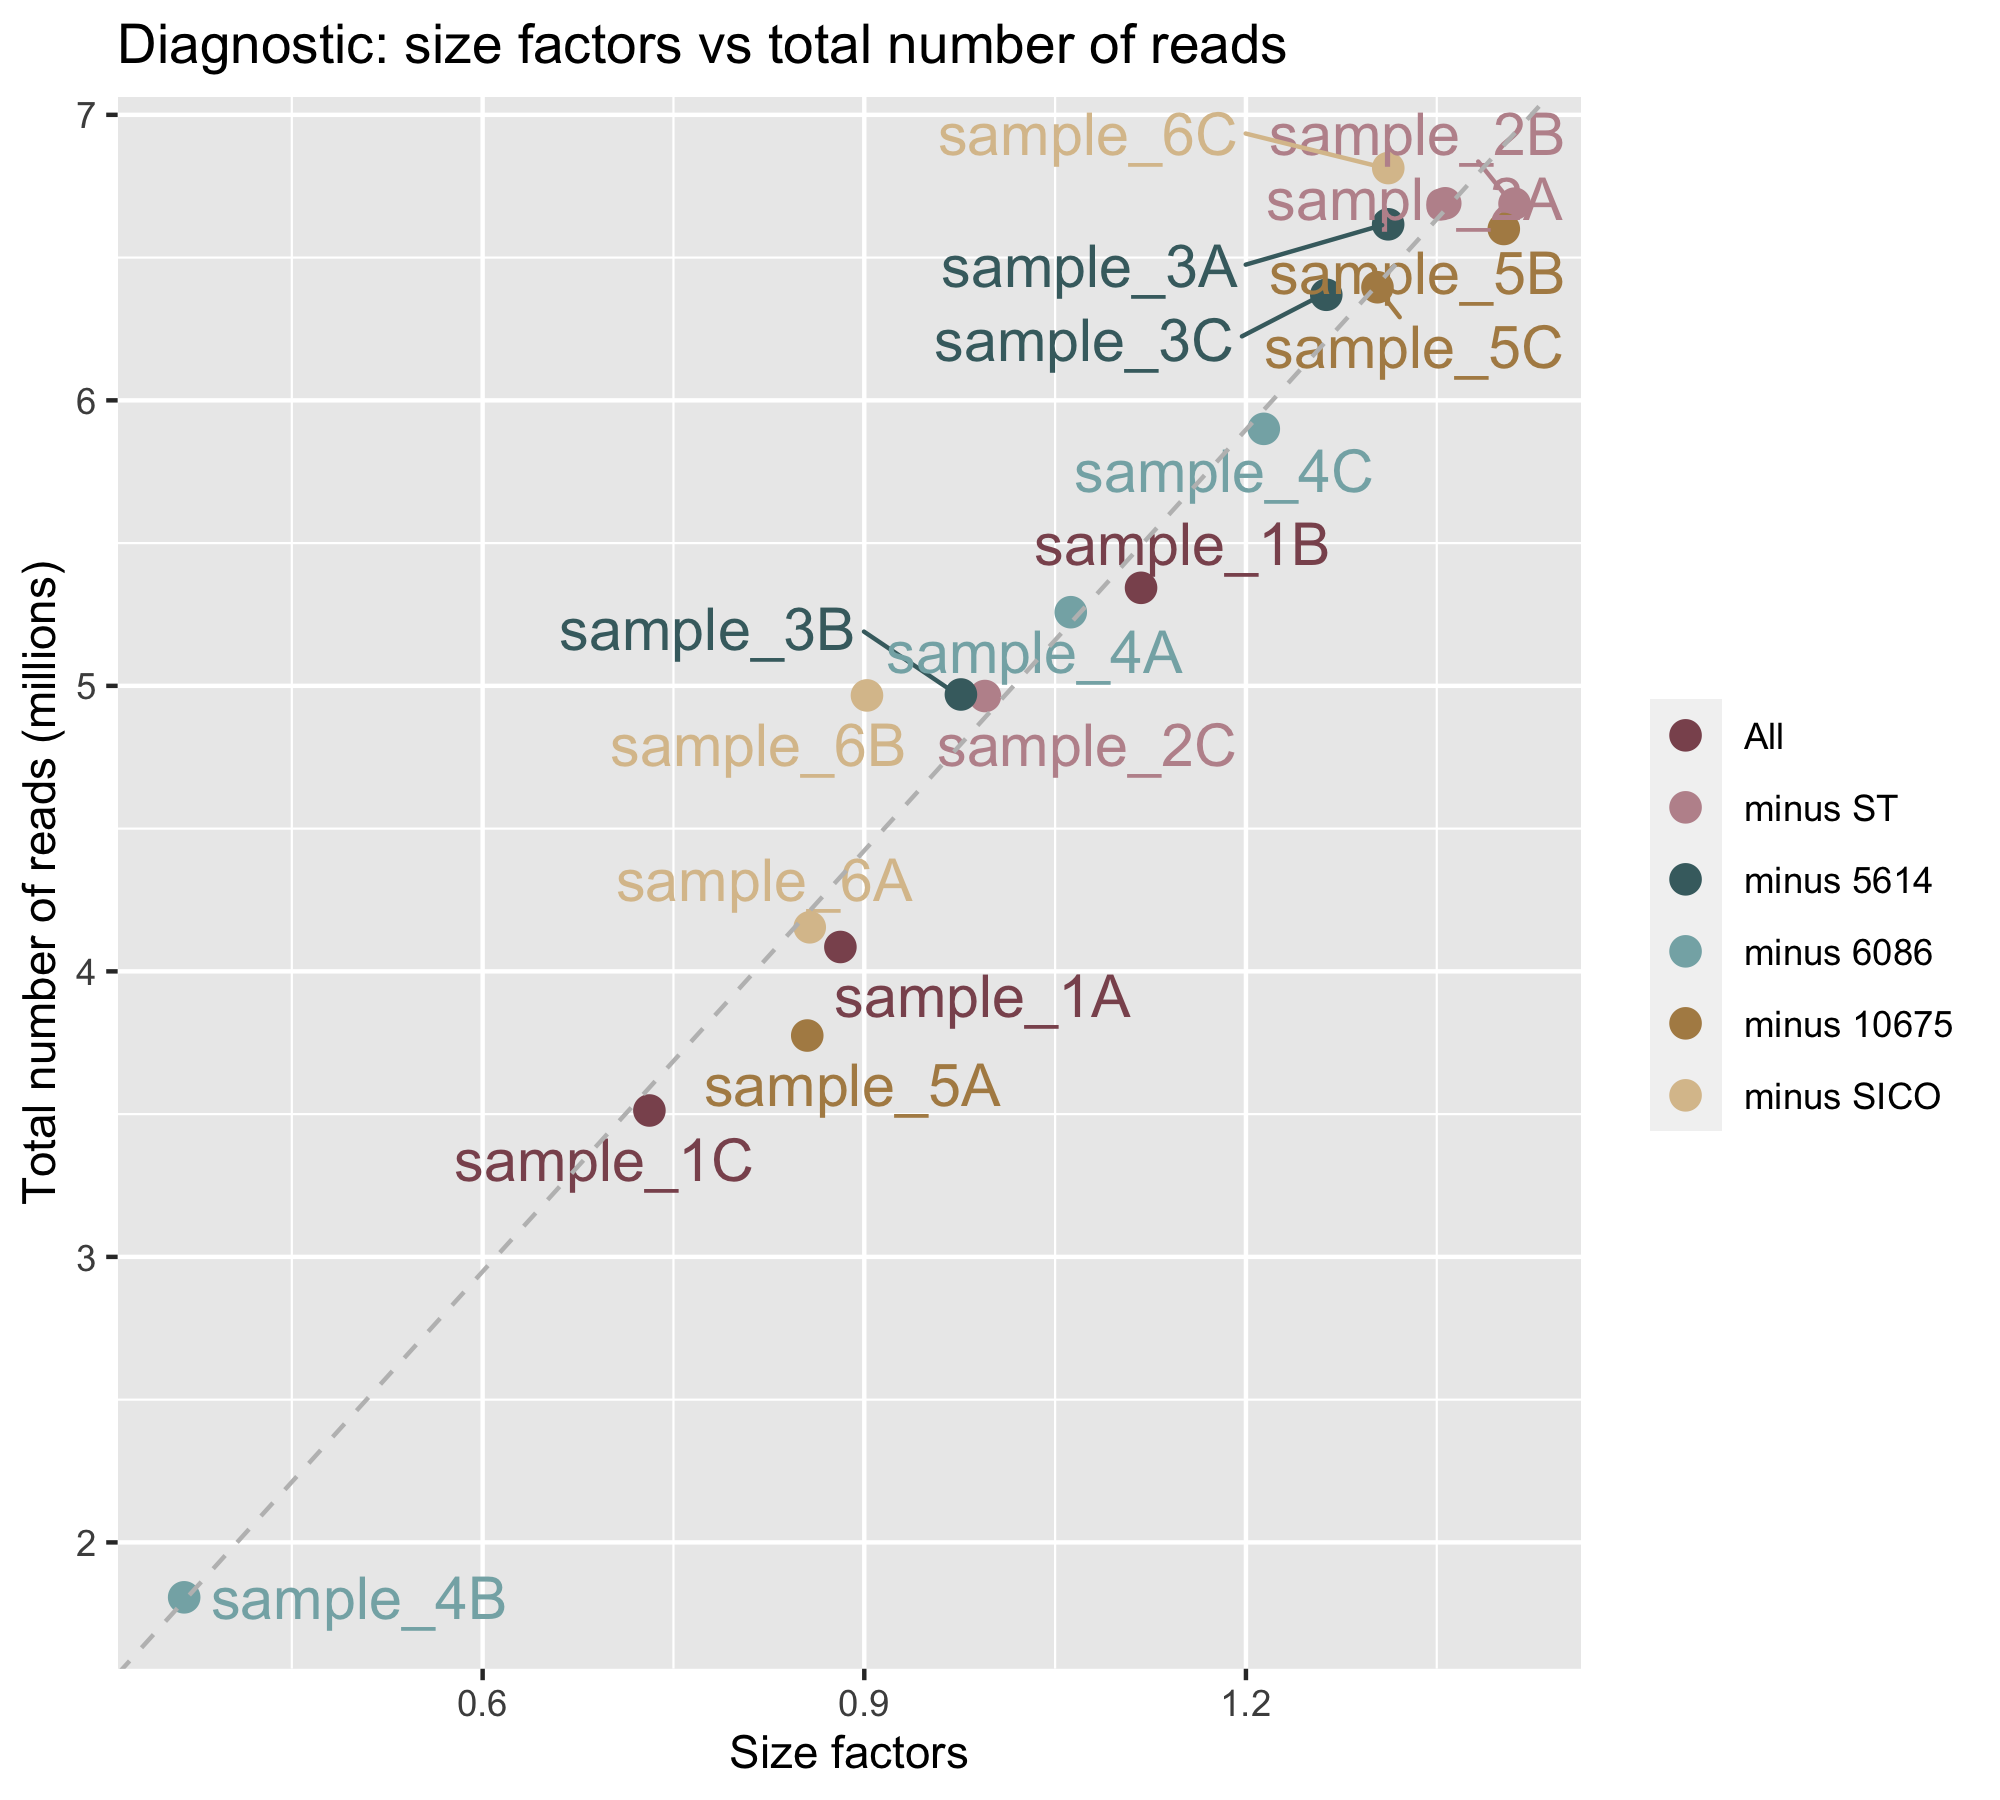 Diagnostic: size factors vs total number of reads
7
6
5
4
3
2
Total number of reads (millions)
sample_6C
sample_2B
sample_2A
sample_3A
sample_5B
sample_3C
sample_5C
sample_4C
sample_1B
sample_3B
sample_4A
sample_6B
sample_2C
sample_6A
sample_1A
sample_5A
sample_1C
sample_4B
0.6
0.9
1.2
Size factors
All
minus ST
minus 5614
minus 6086
minus 10675
minus SICO